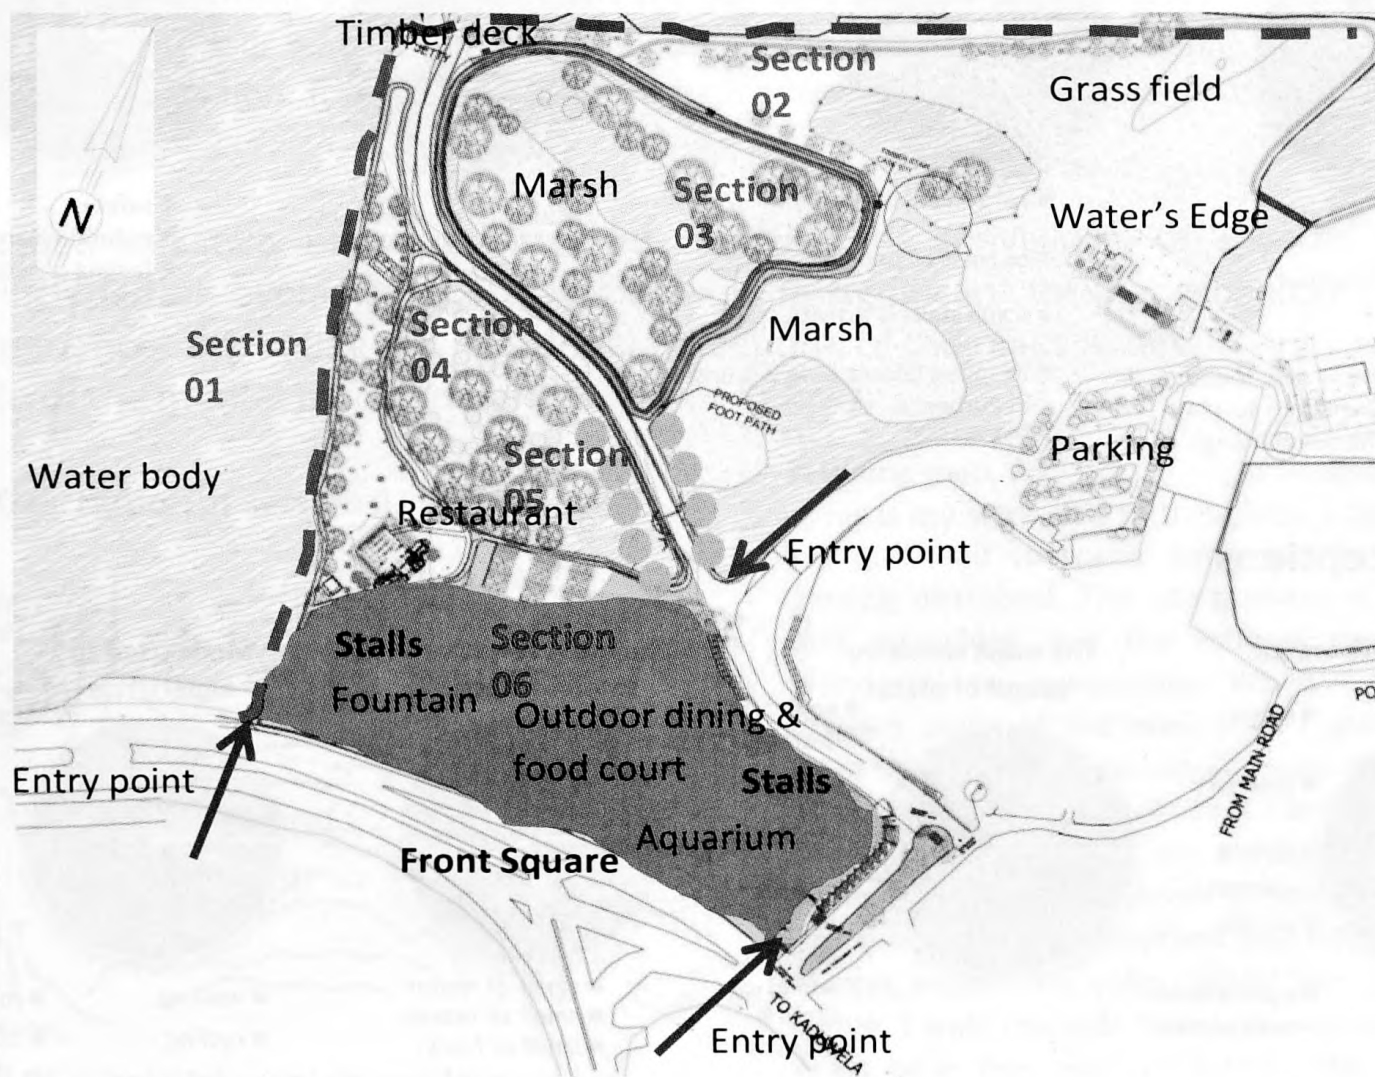 Timber deck
Section
02
Grass field
N
Marsh
Section
03
Water's Edge
Section
04
Marsh
Section
01
PROPOSED
FOOT PATH
Water body
Section
05
Parking
Restaurant
Entry point
Stalls
Section
06
Fountain
Outdoor dining &
food court
Stalls
Entry point
FROM MAIN ROAD
PO
Aquarium
Front Square
TO KADUWELA
Entry point